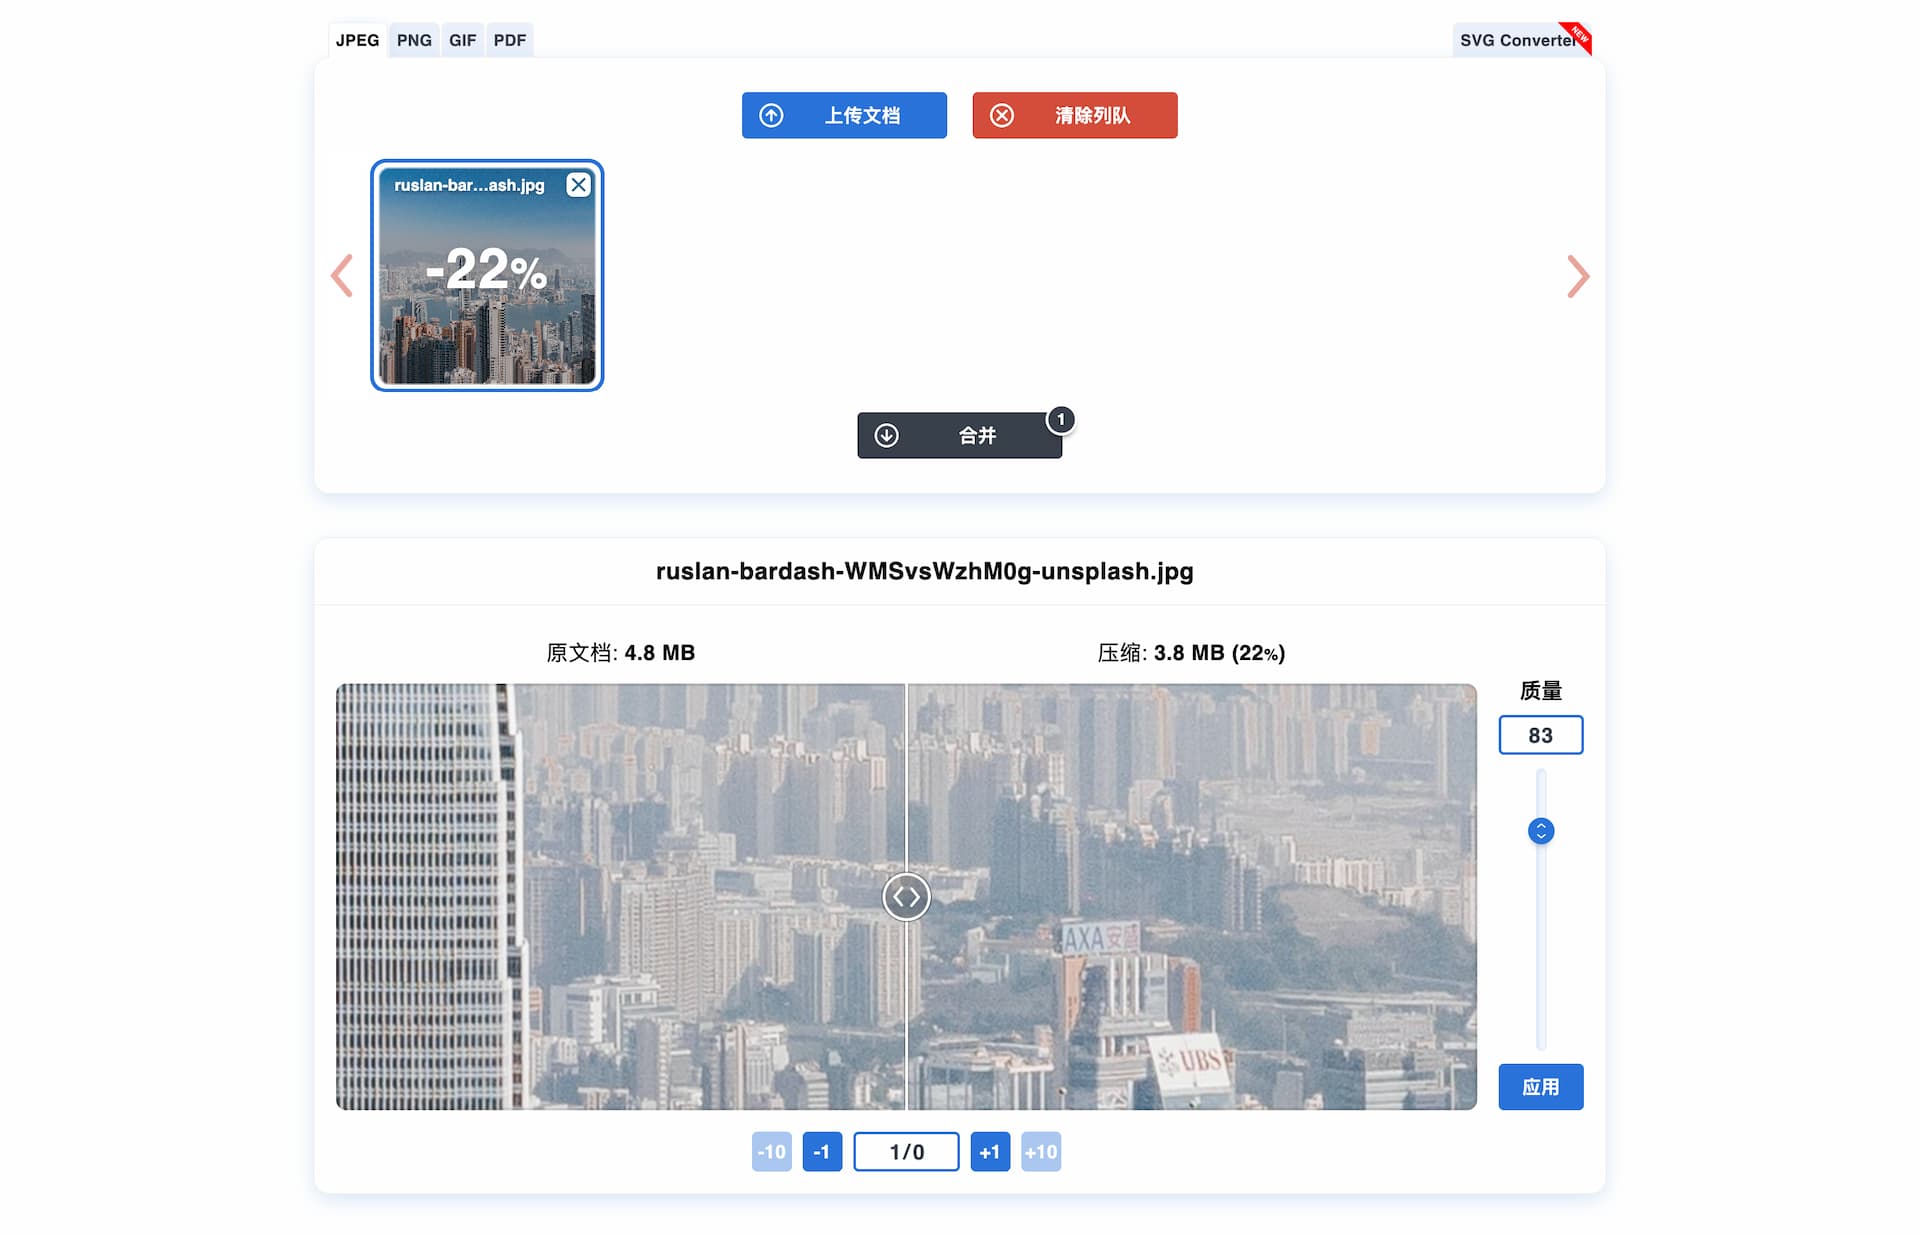 JPEG PNG GIF PDF SVG Converter NEW
上传文档 清除列队
ruslan-bar...ash.jpg
-22%
1
合并
ruslan-bardash-WMSvsWzhM0g-unsplash.jpg
原文档: 4.8 MB 压缩: 3.8 MB (22%)
质量
83
AXA安盛
UBS
应用
-10 -1 1/0 +1 +10